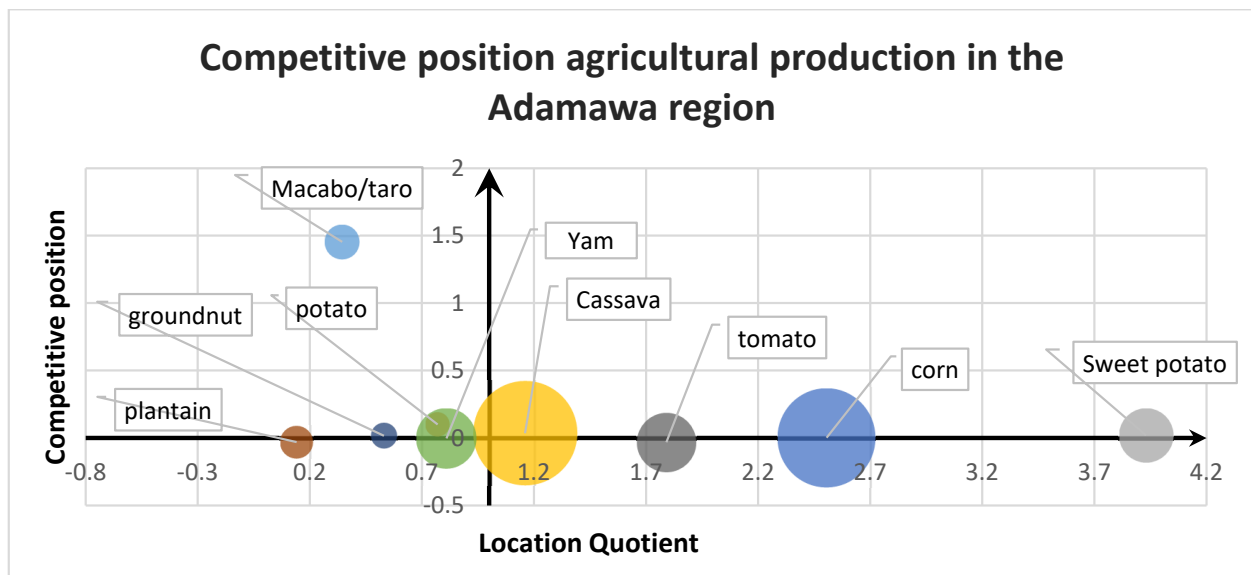 Competitive position agricultural production in the
Adamawa region
Competitive position
2
1.5
1
0.5
0
-0.5
Macabo/taro
Yam
groundnut
potato
Cassava
tomato
corn
Sweet potato
plantain
-0.8 -0.3 0.2 0.7 1.2 1.7 2.2 2.7 3.2 3.7 4.2
Location Quotient